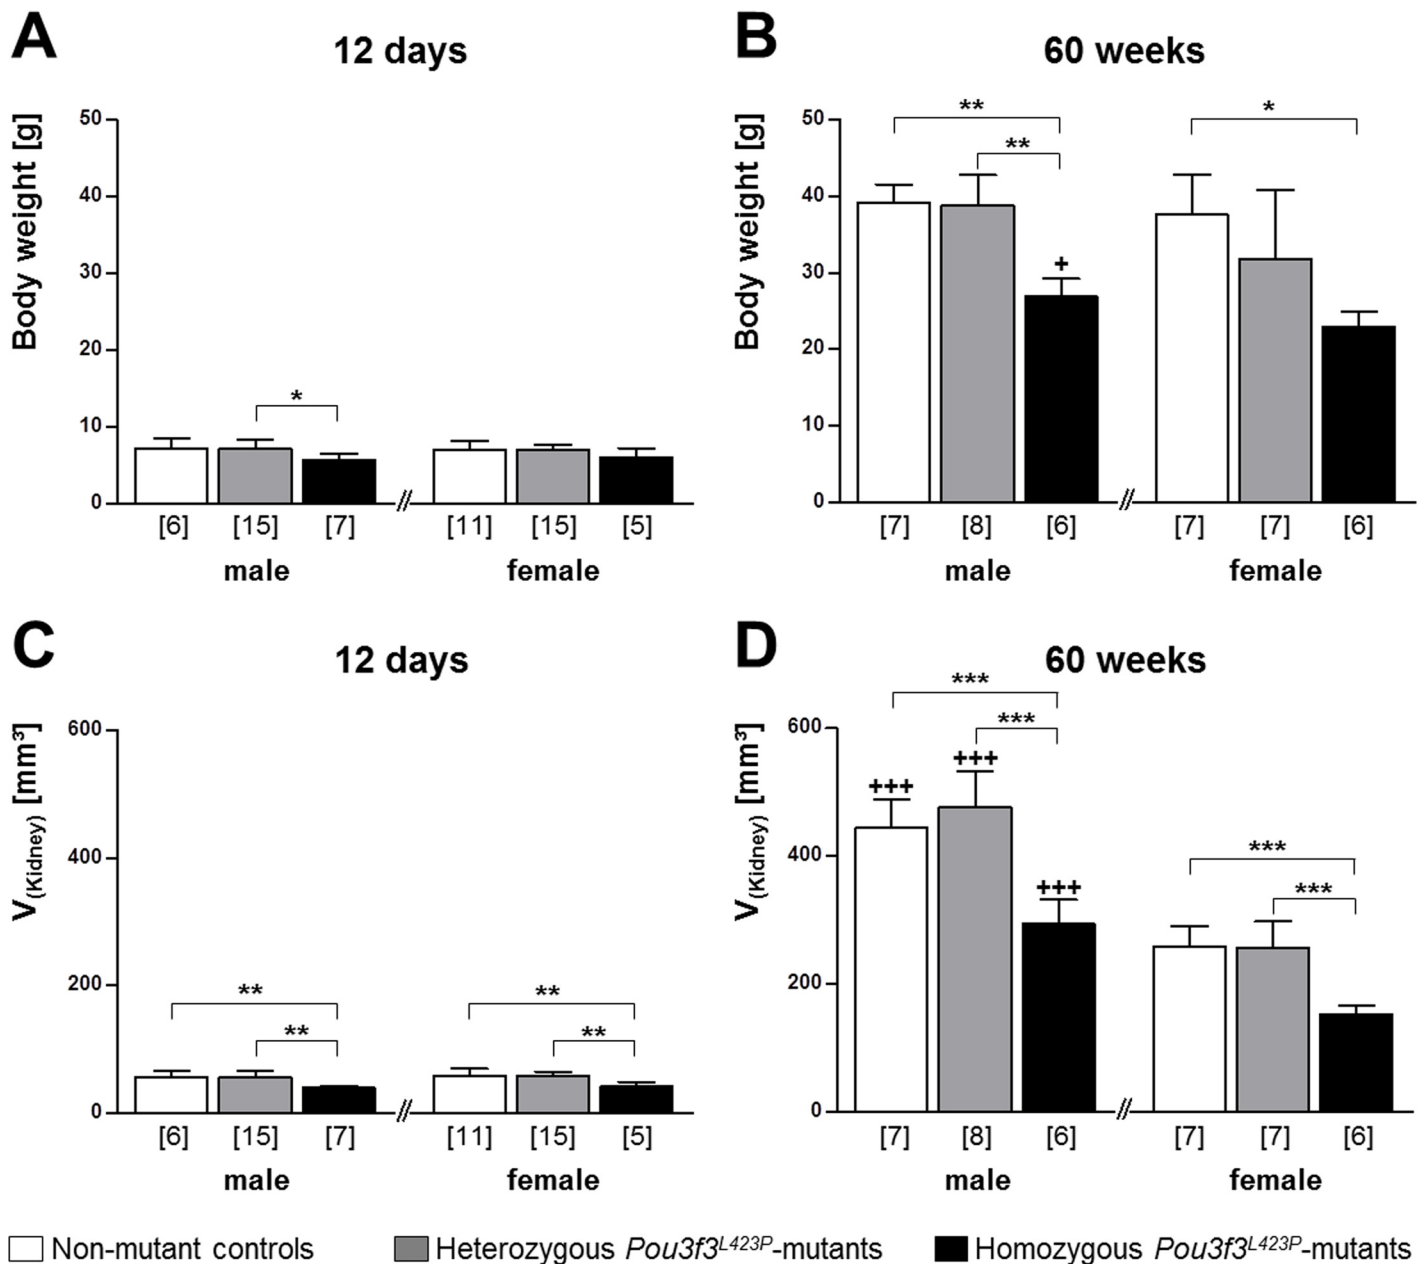 A
12 days
Body weight [g]
50
40
30
20
10
0
*
[6] [15] [7] // [11] [15] [5]
male female
B
60 weeks
Body weight [g]
50
40
30
20
10
0
**
**
+
*
[7] [8] [6] // [7] [7] [6]
male female
C
12 days
V(Kidney) [mm³]
600
400
200
0
** **
** **
[6] [15] [7] // [11] [15] [5]
male female
D
60 weeks
V(Kidney) [mm³]
600
400
200
0
***
***
+++ +++
+++
***
***
[7] [8] [6] // [7] [7] [6]
male female
Non-mutant controls Heterozygous Pou3f3L423P-mutants Homozygous Pou3f3L423P-mutants